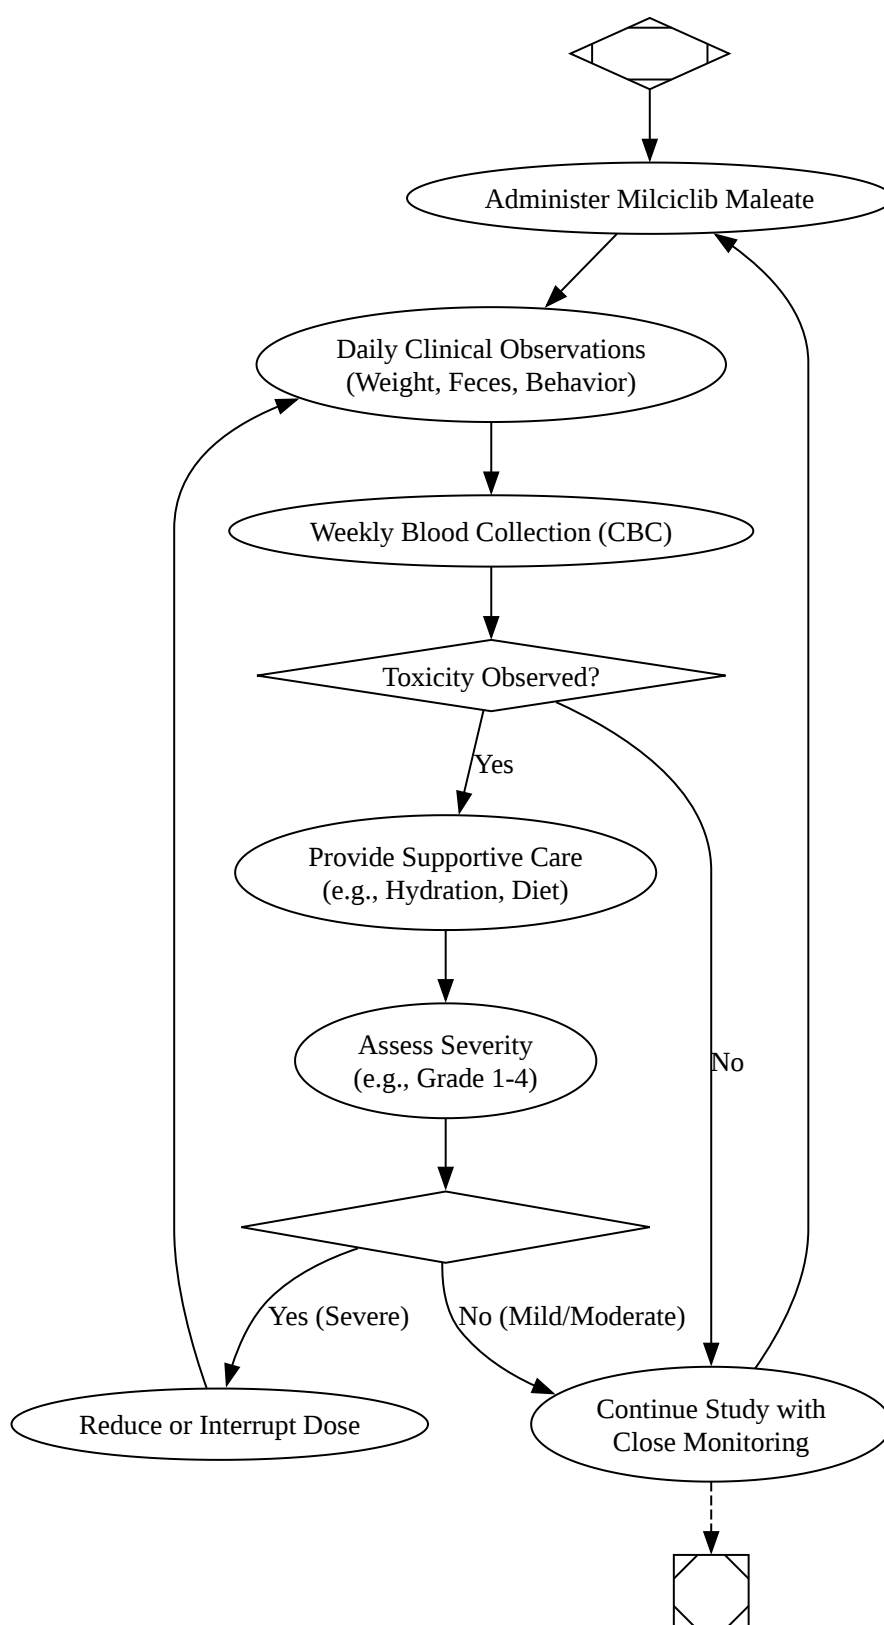 Administer Milciclib Maleate
Daily Clinical Observations
(Weight, Feces, Behavior)
Weekly Blood Collection (CBC)
Toxicity Observed?
Yes
Provide Supportive Care
(e.g., Hydration, Diet)
Assess Severity
(e.g., Grade 1-4)
No
Yes (Severe)
No (Mild/Moderate)
Reduce or Interrupt Dose
Continue Study with
Close Monitoring